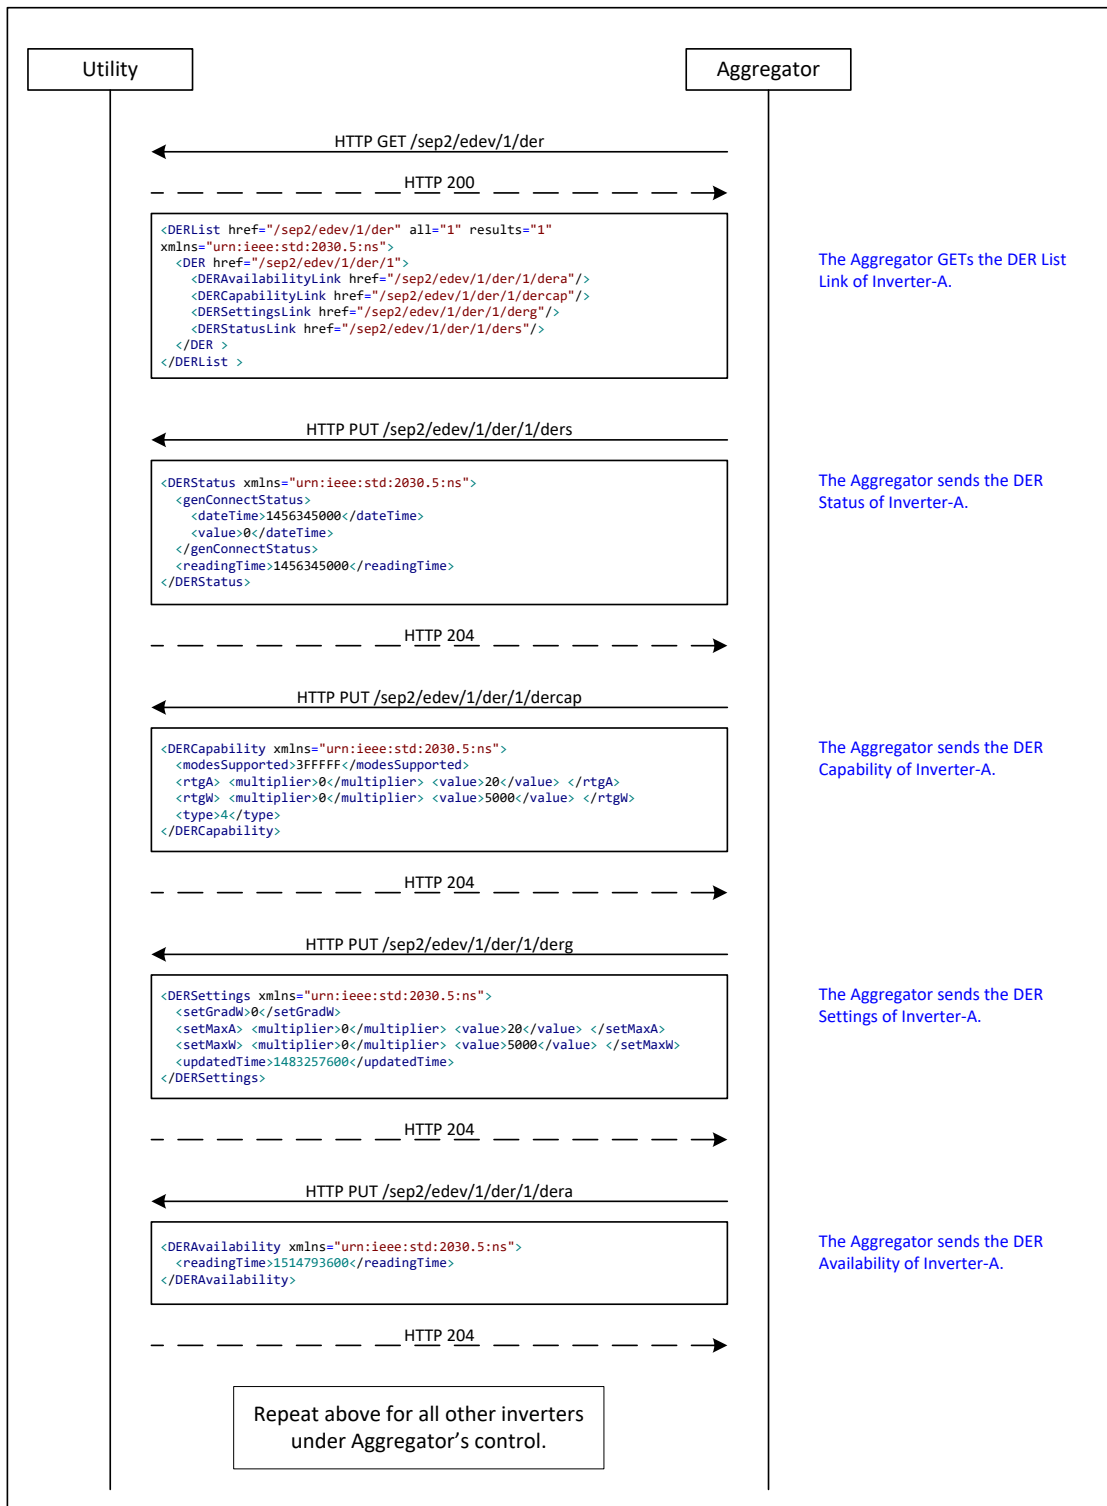 Utility
Aggregator
HTTP GET /sep2/edev/1/der
HTTP 200
<DERList href="/sep2/edev/1/der" all="1" results="1"
xmlns="urn:ieee:std:2030.5:ns">
<DER href="/sep2/edev/1/der/1">
<DERAvailabilityLink href="/sep2/edev/1/der/1/dera"/>
<DERCapabilityLink href="/sep2/edev/1/der/1/dercap"/>
<DERSettingsLink href="/sep2/edev/1/der/1/derg"/>
<DERStatusLink href="/sep2/edev/1/der/1/ders"/>
</DER >
</DERList >
The Aggregator GETs the DER List
Link of Inverter-A.
HTTP PUT /sep2/edev/1/der/1/ders
<DERStatus xmlns="urn:ieee:std:2030.5:ns">
<genConnectStatus>
<dateTime>1456345000</dateTime>
<value>0</dateTime>
</genConnectStatus>
<readingTime>1456345000</readingTime>
</DERStatus>
The Aggregator sends the DER
Status of Inverter-A.
HTTP 204
HTTP PUT /sep2/edev/1/der/1/dercap
<DERCapability xmlns="urn:ieee:std:2030.5:ns">
<modesSupported>3FFFFF</modesSupported>
<rtgA> <multiplier>0</multiplier> <value>20</value> </rtgA>
<rtgW> <multiplier>0</multiplier> <value>5000</value> </rtgW>
<type>4</type>
</DERCapability>
The Aggregator sends the DER
Capability of Inverter-A.
HTTP 204
HTTP PUT /sep2/edev/1/der/1/derg
<DERSettings xmlns="urn:ieee:std:2030.5:ns">
<setGradW>0</setGradW>
<setMaxA> <multiplier>0</multiplier> <value>20</value> </setMaxA>
<setMaxW> <multiplier>0</multiplier> <value>5000</value> </setMaxW>
<updatedTime>1483257600</updatedTime>
</DERSettings>
The Aggregator sends the DER
Settings of Inverter-A.
HTTP 204
HTTP PUT /sep2/edev/1/der/1/dera
<DERAvailability xmlns="urn:ieee:std:2030.5:ns">
<readingTime>1514793600</readingTime>
</DERAvailability>
The Aggregator sends the DER
Availability of Inverter-A.
HTTP 204
Repeat above for all other inverters
under Aggregator’s control.